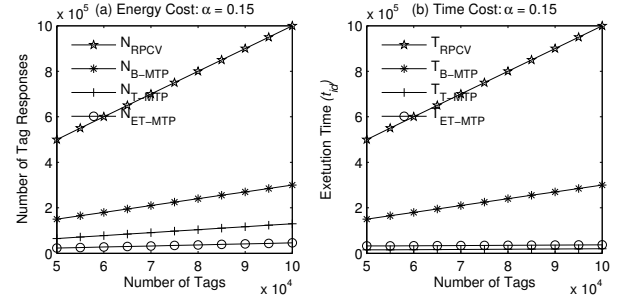 (a) Energy Cost: α = 0.15
x 10^5
10
8
6
4
2
0
5
6
7
8
9
10
x 10^4
Number of Tag Responses
Number of Tags
N_RPCV
N_B−MTP
N_T−MTP
N_ET−MTP
(b) Time Cost: α = 0.15
x 10^5
10
8
6
4
2
0
5
6
7
8
9
10
x 10^4
Exetution Time (t_id)
Number of Tags
T_RPCV
T_B−MTP
T_T−MTP
T_ET−MTP